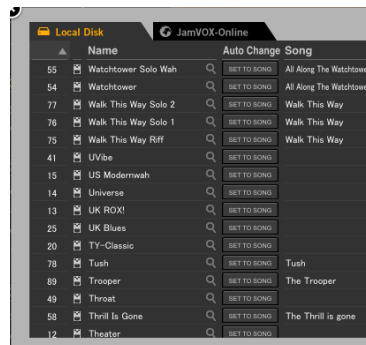 Local Disk JamVOX-Online
Name Auto Change Song
55 Watchtower Solo Wah SET TO SONG All Along The Watchtowe
54 Watchtower SET TO SONG All Along The Watchtowe
77 Walk This Way Solo 2 SET TO SONG Walk This Way
76 Walk This Way Solo 1 SET TO SONG Walk This Way
75 Walk This Way Riff SET TO SONG Walk This Way
41 UVibe SET TO SONG
15 US Modernwah SET TO SONG
14 Universe SET TO SONG
13 UK ROX! SET TO SONG
25 UK Blues SET TO SONG
20 TY-Classic SET TO SONG
78 Tush SET TO SONG Tush
89 Trooper SET TO SONG The Trooper
49 Throat SET TO SONG
58 Thrill Is Gone SET TO SONG The Thrill is gone
12 Theater SET TO SONG